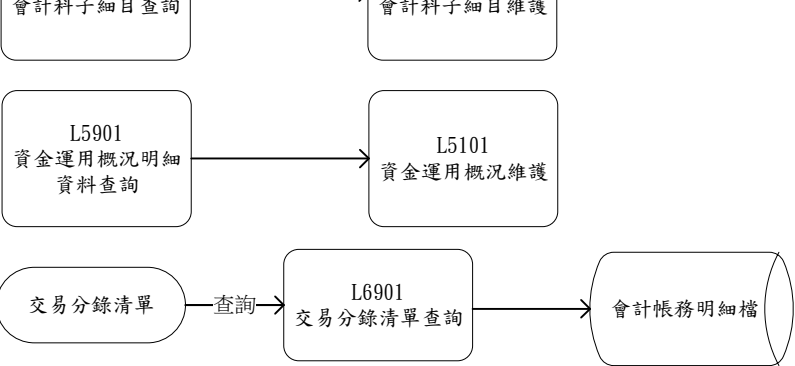 會計科子細目查詢
會計科子細目維護
L5901
資金運用概況明細
資料查詢
L5101
資金運用概況維護
交易分錄清單
查詢
L6901
交易分錄清單查詢
會計帳務明細檔